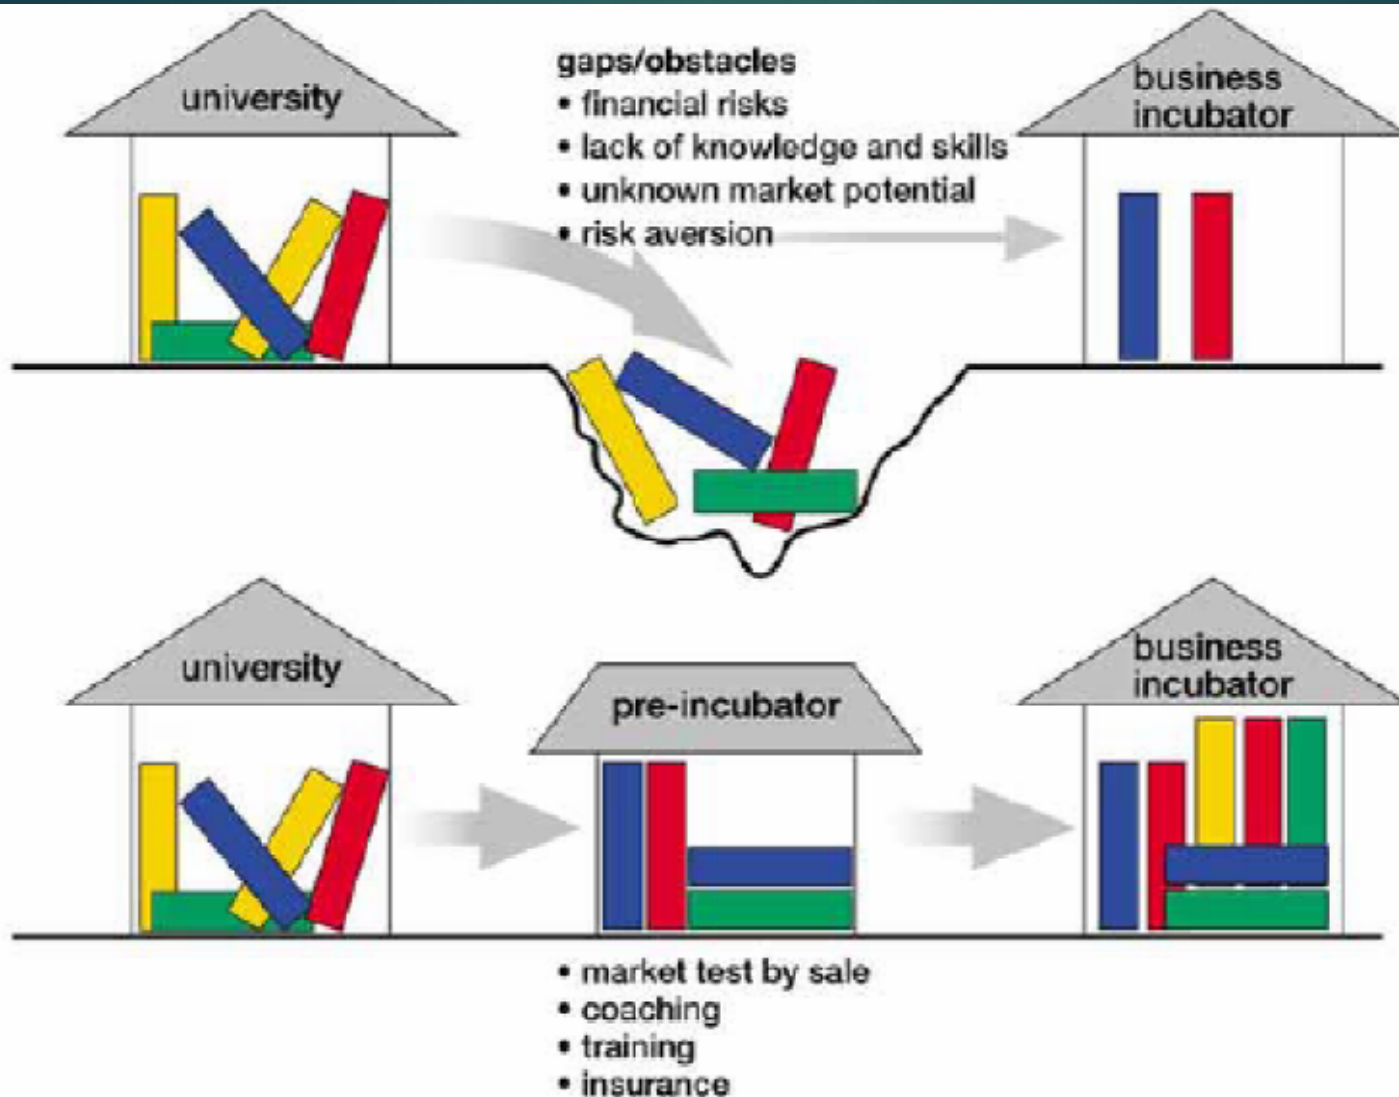 university
gaps/obstacles
• financial risks
• lack of knowledge and skills
• unknown market potential
• risk aversion
business
incubator
university
pre-incubator
business
incubator
• market test by sale
• coaching
• training
• insurance